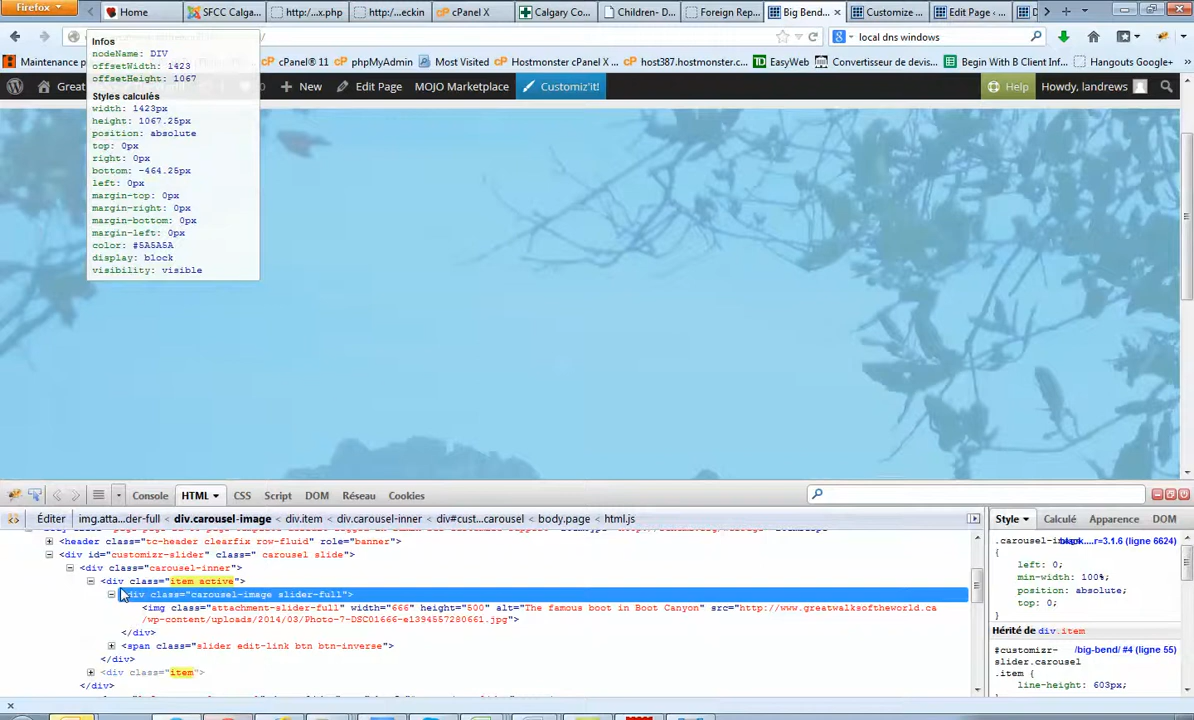 Firefox
Home
SFCC Calga...
http:/...x.php
http:/...eckin
cPanel X
Calgary Co...
Children- D...
Foreign Rep...
Big Bend...
Customize ...
Edit Page ‹ ...
local dns windows
Maintenance p
cPanel® 11
phpMyAdmin
Most Visited
Hostmonster cPanel X ...
host387.hostmonster....
EasyWeb
Convertisseur de devis...
Begin With B Client Inf...
Hangouts Google+
Great
New
Edit Page
MOJO Marketplace
Customiz'it!
Help
Howdy, landrews
Infos
nodeName: DIV
offsetWidth: 1423
offsetHeight: 1067
Styles calculés
width: 1423px
height: 1067.25px
position: absolute
top: 0px
right: 0px
bottom: -464.25px
left: 0px
margin-top: 0px
margin-right: 0px
margin-bottom: 0px
margin-left: 0px
color: #5A5A5A
display: block
visibility: visible
Console
HTML
CSS
Script
DOM
Réseau
Cookies
Éditer
img.atta...der-full < div.carousel-image < div.item < div.carousel-inner < div#cust...carousel < body.page < html.js
<header class="tc-header clearfix row-fluid" role="banner">
<div id="customizr-slider" class=" carousel slide">
<div class="carousel-inner">
<div class="item active">
div class="carousel-image slider-full">
<img class="attachment-slider-full" width="666" height="500" alt="The famous boot in Boot Canyon" src="http://www.greatwalksoftheworld.ca
/wp-content/uploads/2014/03/Photo-7-DSC01666-e1394557280661.jpg">
</div>
<span class="slider edit-link btn btn-inverse">
</div>
<div class="item">
</div>
Style
Calculé
Apparence
DOM
.carousel-im
r=3.1.6 (ligne 6624)
{
left: 0;
min-width: 100%;
position: absolute;
top: 0;
}
Hérité de div.item
#customizr-
/big-bend/ #4 (ligne 55)
slider.carousel
.item {
line-height: 603px;